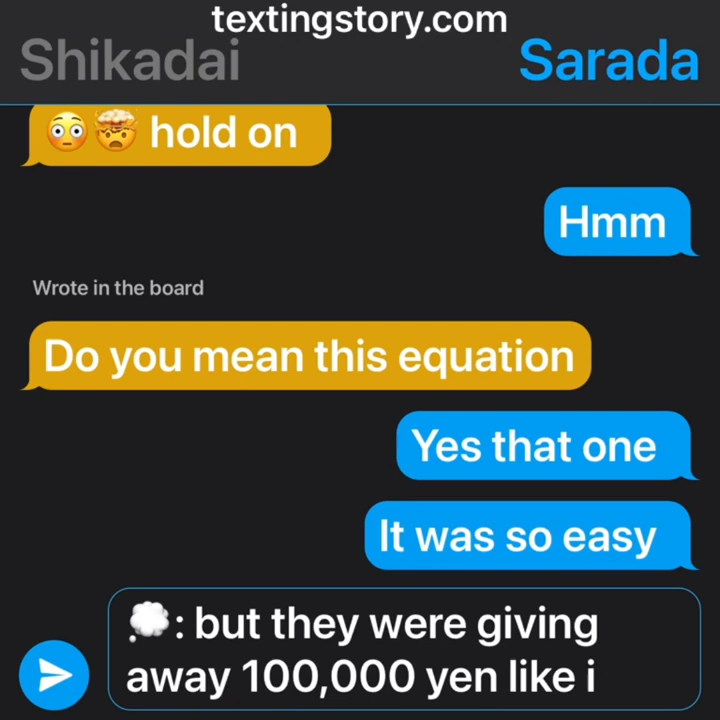 textingstory.com
Shikadai
Sarada
😳🤯 hold on
Hmm
Wrote in the board
Do you mean this equation
Yes that one
It was so easy
💭: but they were giving
away 100,000 yen like i